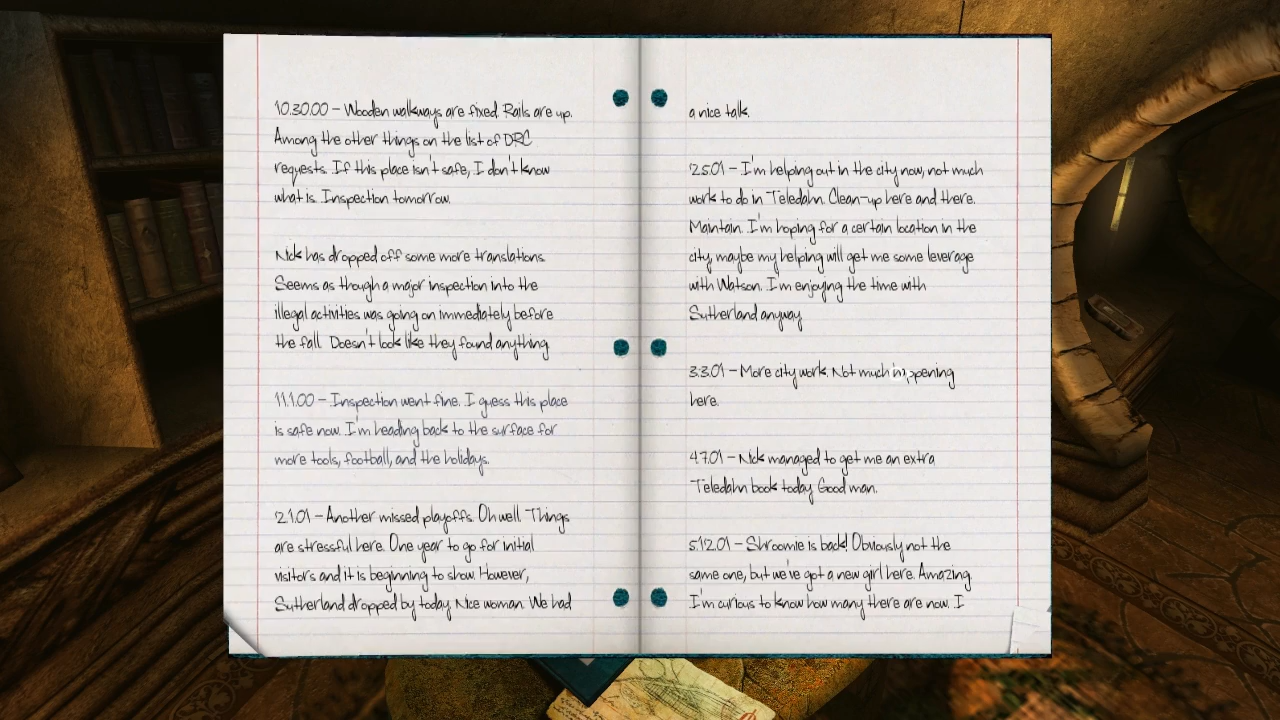 10.30.00 – Wooden walkways are fixed. Rails are up.
Among the other things on the list of DRC
requests. If this place isn't safe, I don't know
what is. Inspection tomorrow.
Nick has dropped off some more translations.
Seems as though a major inspection into the
illegal activities was going on immediately before
the fall. Doesn't look like they found anything
11.1.00 – Inspection went fine. I guess this place
is safe now. I'm heading back to the surface for
more tools, football, and the holidays.
'2.1.01 – Another missed playoffs. Oh well. Things
are stressful here. One year to go for initial
visitors and it is beginning to show. However,
Sutherland dropped by today. Nice woman. We had
a nice talk.
'2.5.01 – I'm helping out in the city now, not much
work to do in Teledahn. Clean-up here and there.
Maintain. I'm hoping for a certain location in the
city, maybe my helping will get me some leverage
with Watson. I'm enjoying the time with
Sutherland anyway.
3.3.01 – More city work. Not much
here.
4.7.01 – Nick managed to get me an extra
Teledahn book today. Good man.
5.12.01 – Shroomie is back! Obviously not the
same one, but we've got a new girl here. Amazing
I'm curious to know how many there are now. I